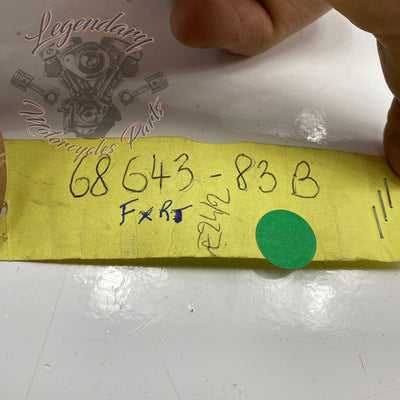 Legendary
Motorcycles Parts
68643-83B
FXRT
E242